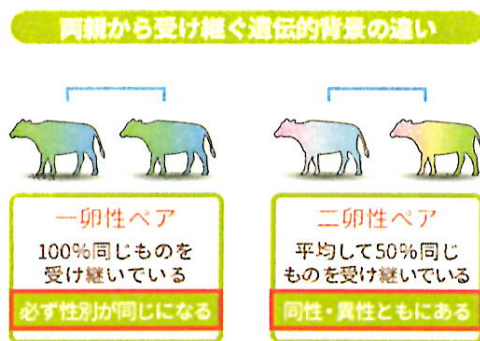 両親から受け継ぐ遺伝的背景の違い
一卵性ペア
100%同じものを
受け継いでいる
必ず性別が同じになる
二卵性ペア
平均して50%同じ
ものを受け継いでいる
同性・異性ともにある